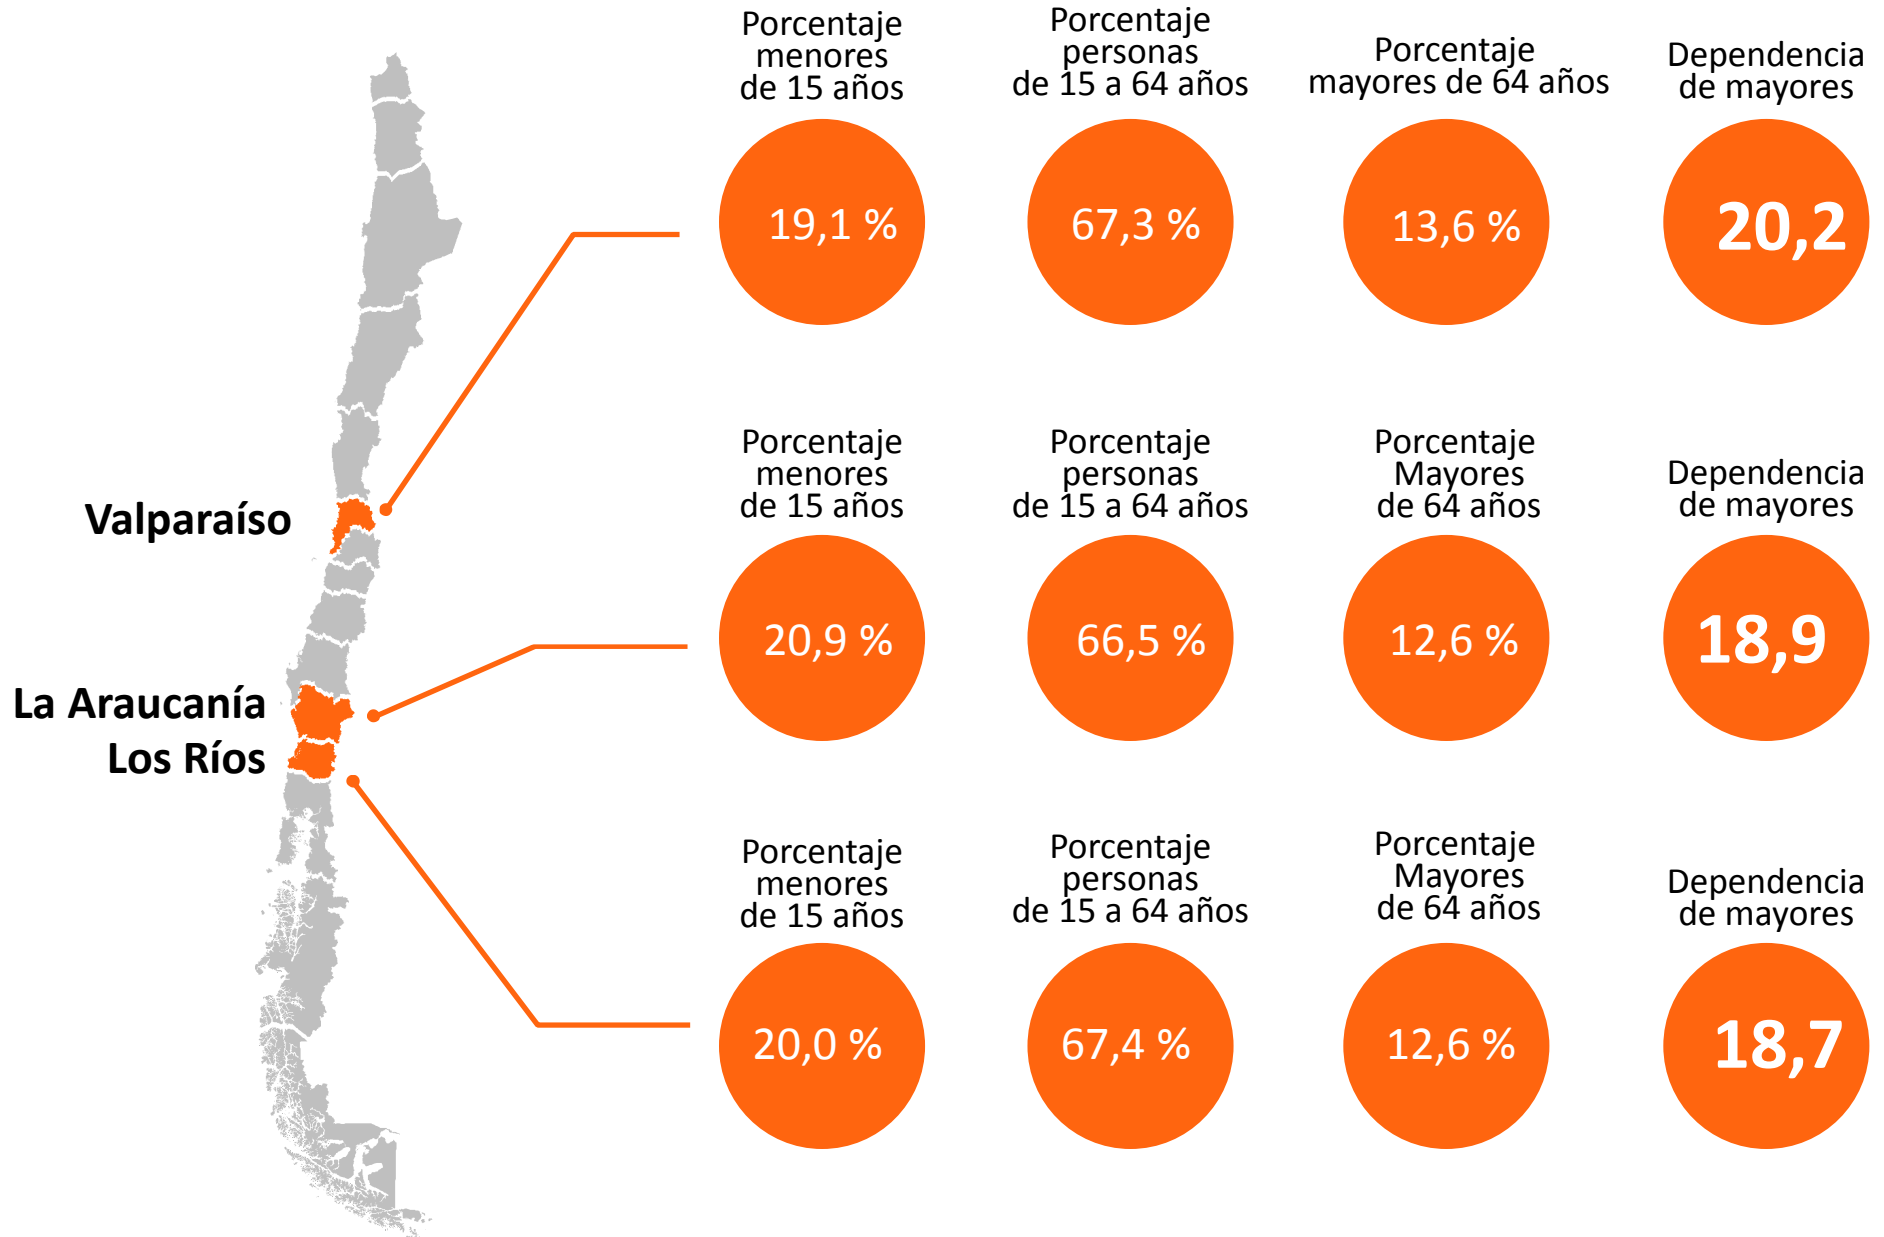 Porcentaje
menores
de 15 años
Porcentaje
personas
de 15 a 64 años
Porcentaje
mayores de 64 años
Dependencia
de mayores
19,1 %
67,3 %
13,6 %
20,2
Valparaíso
Porcentaje
menores
de 15 años
Porcentaje
personas
de 15 a 64 años
Porcentaje
Mayores
de 64 años
Dependencia
de mayores
20,9 %
66,5 %
12,6 %
18,9
La Araucanía
Los Ríos
Porcentaje
menores
de 15 años
Porcentaje
personas
de 15 a 64 años
Porcentaje
Mayores
de 64 años
Dependencia
de mayores
20,0 %
67,4 %
12,6 %
18,7